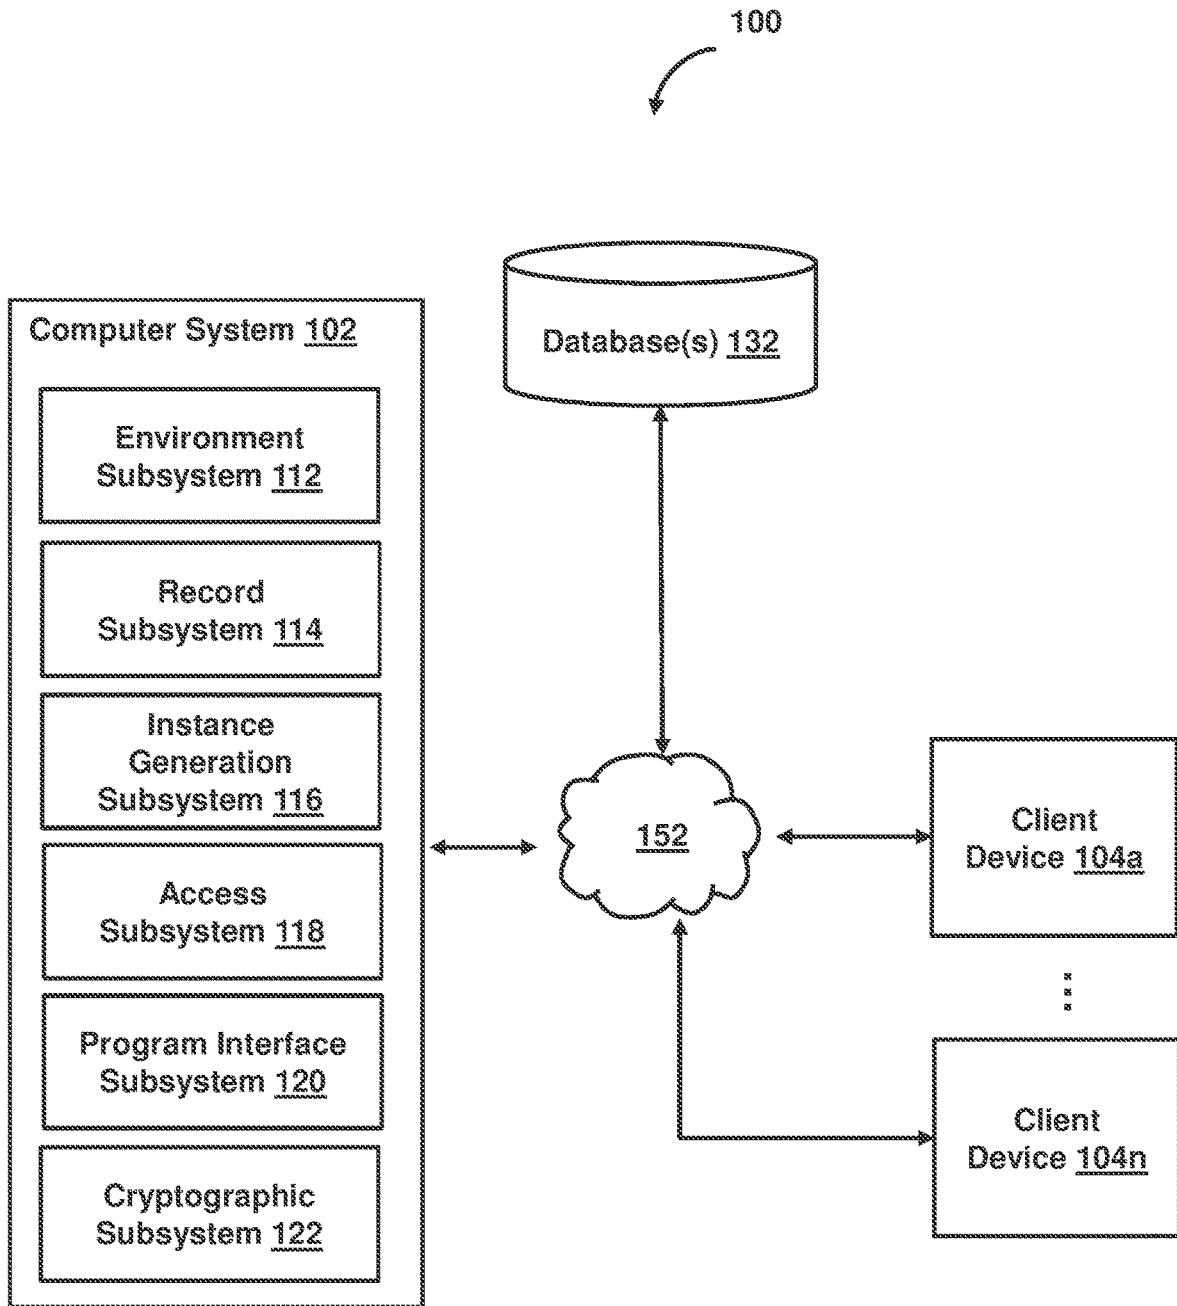 100
Database(s) 132
Computer System 102
Environment
Subsystem 112
Record
Subsystem 114
Instance
Generation
Subsystem 116
Access
Subsystem 118
Program Interface
Subsystem 120
Cryptographic
Subsystem 122
152
Client
Device 104a
Client
Device 104n